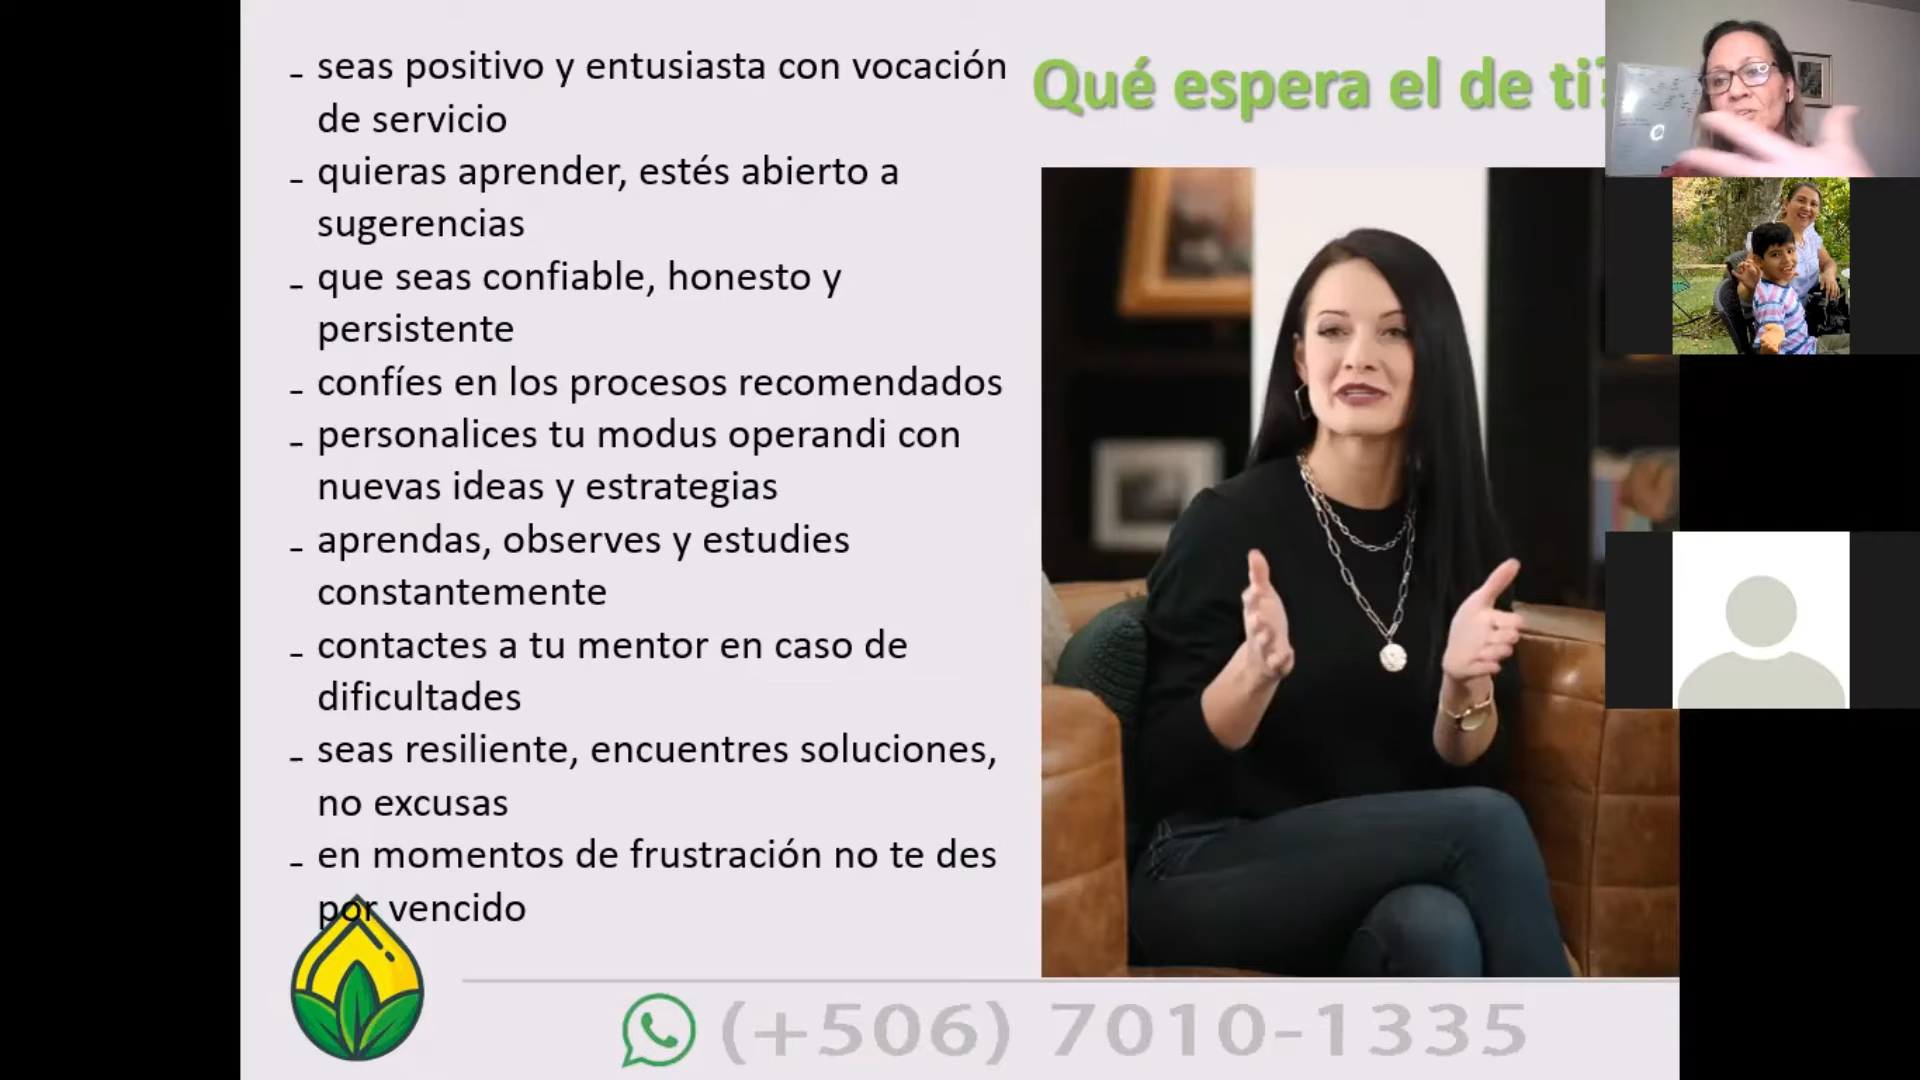 Qué espera el de ti?
- seas positivo y entusiasta con vocación
de servicio
- quieras aprender, estés abierto a
sugerencias
- que seas confiable, honesto y
persistente
- confíes en los procesos recomendados
- personalices tu modus operandi con
nuevas ideas y estrategias
- aprendas, observes y estudies
constantemente
- contactes a tu mentor en caso de
dificultades
- seas resiliente, encuentres soluciones,
no excusas
- en momentos de frustración no te des
por vencido
(+506) 7010-1335